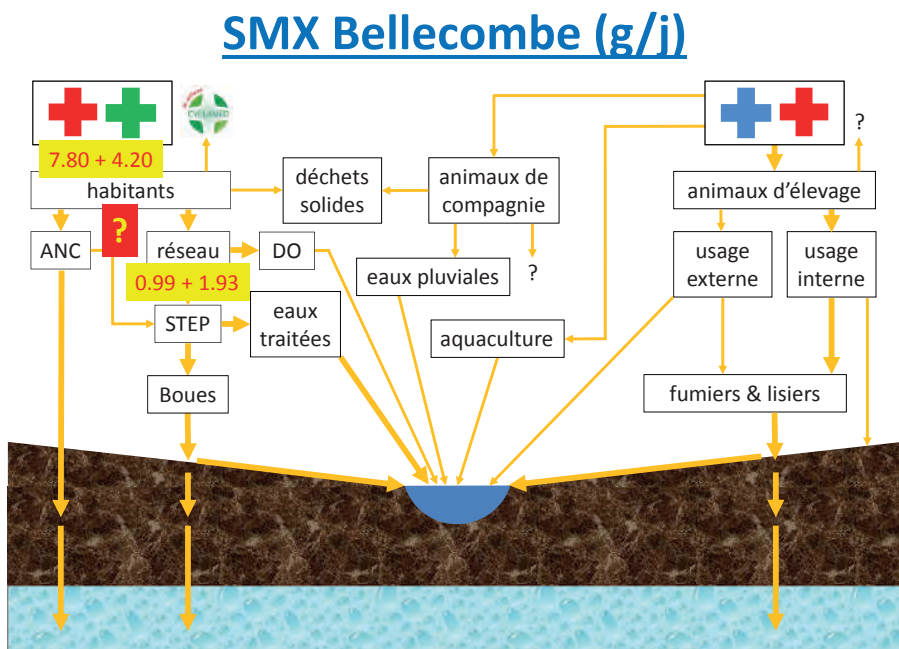 SMX Bellecombe (g/j)
7.80 + 4.20
?
habitants
déchets
solides
animaux de
compagnie
animaux d'élevage
?
ANC
réseau
DO
eaux pluviales
?
usage
externe
usage
interne
0.99 + 1.93
STEP
eaux
traitées
aquaculture
Boues
fumiers & lisiers